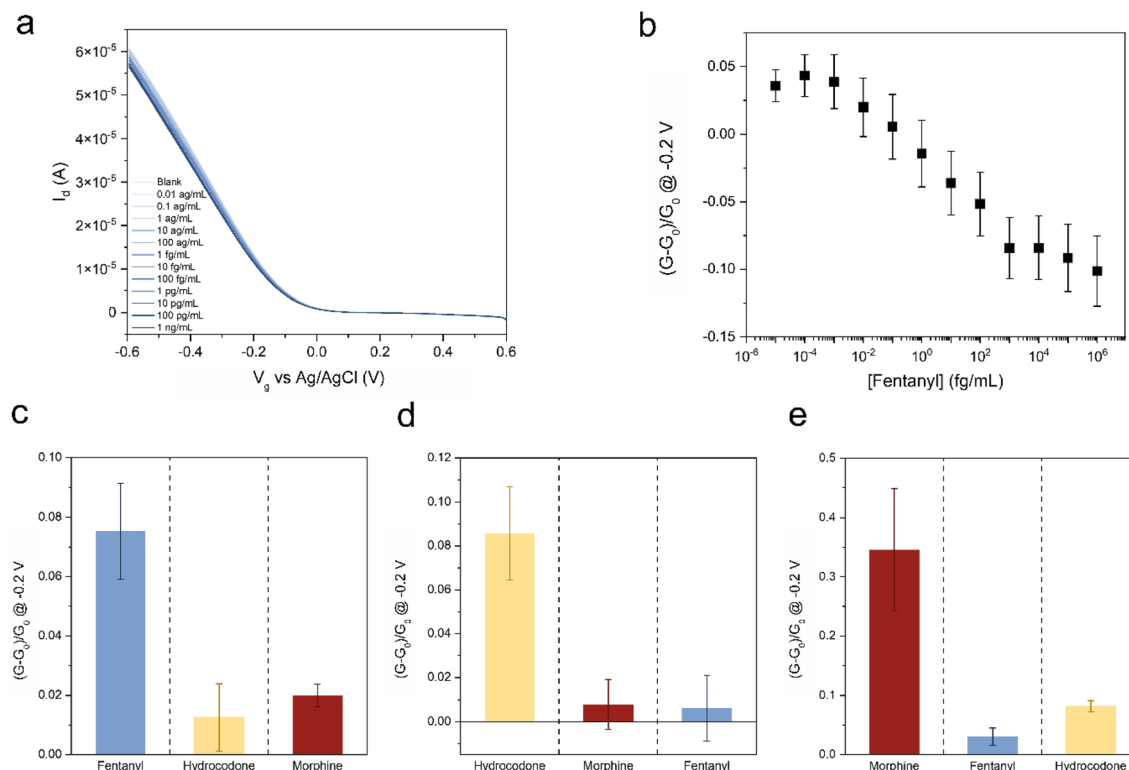 a
6×10⁻⁵
5×10⁻⁵
4×10⁻⁵
3×10⁻⁵
2×10⁻⁵
1×10⁻⁵
0
I_d (A)
Blank
0.01 ag/mL
0.1 ag/mL
1 ag/mL
10 ag/mL
100 ag/mL
1 fg/mL
10 fg/mL
100 fg/mL
1 pg/mL
10 pg/mL
100 pg/mL
1 ng/mL
-0.6 -0.4 -0.2 0.0 0.2 0.4 0.6
V_g vs Ag/AgCl (V)
b
0.05
0.00
-0.05
-0.10
-0.15
(G-G₀)/G₀ @ -0.2 V
10⁻⁶ 10⁻⁴ 10⁻² 10⁰ 10² 10⁴ 10⁶
[Fentanyl] (fg/mL)
c
0.10
0.08
0.06
0.04
0.02
0.00
(G-G₀)/G₀ @ -0.2 V
Fentanyl Hydrocodone Morphine
d
0.12
0.10
0.08
0.06
0.04
0.02
0.00
(G-G₀)/G₀ @ -0.2 V
Hydrocodone Morphine Fentanyl
e
0.5
0.4
0.3
0.2
0.1
0.0
(G-G₀)/G₀ @ -0.2 V
Morphine Fentanyl Hydrocodone